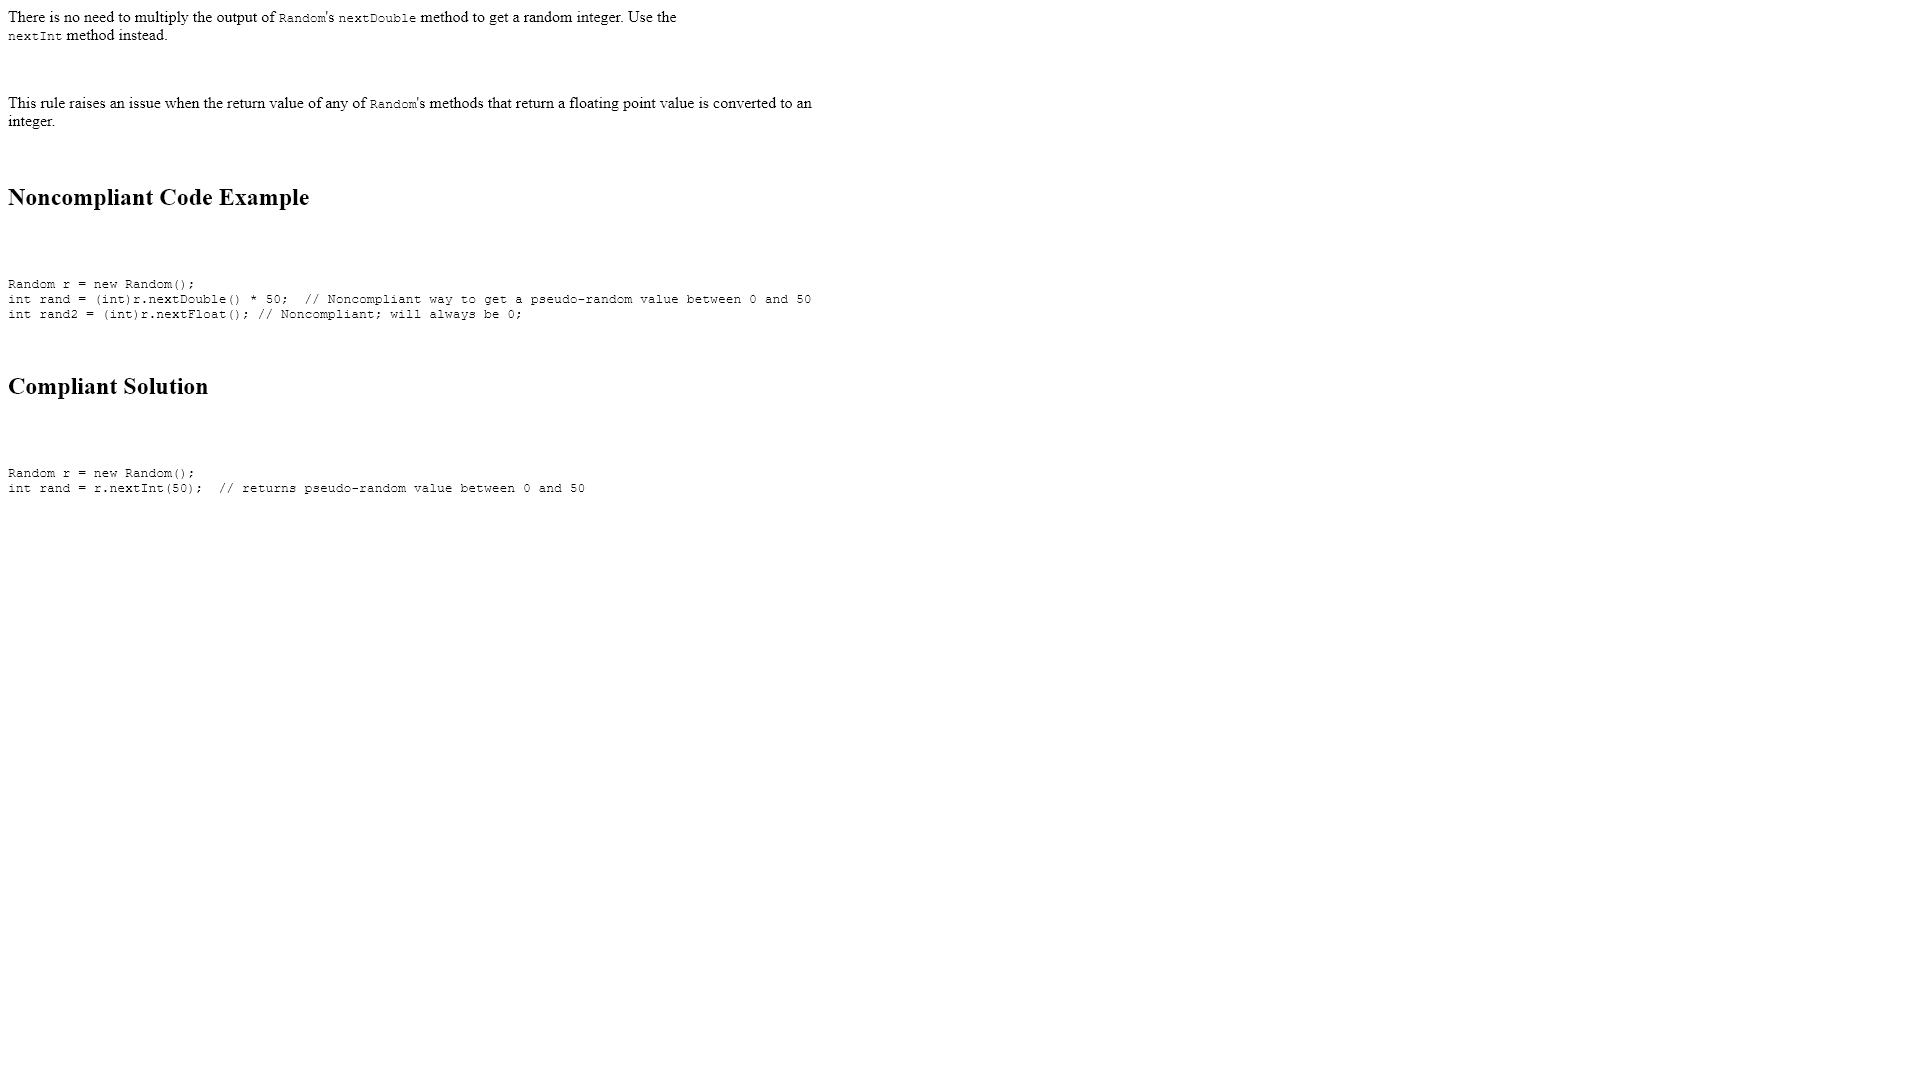 There is no need to multiply the output of Random's nextDouble method to get a random integer. Use the
nextInt method instead.
This rule raises an issue when the return value of any of Random's methods that return a floating point value is converted to an
integer.
Noncompliant Code Example
Random r = new Random();
int rand = (int)r.nextDouble() * 50;  // Noncompliant way to get a pseudo-random value between 0 and 50
int rand2 = (int)r.nextFloat(); // Noncompliant; will always be 0;
Compliant Solution
Random r = new Random();
int rand = r.nextInt(50);  // returns pseudo-random value between 0 and 50